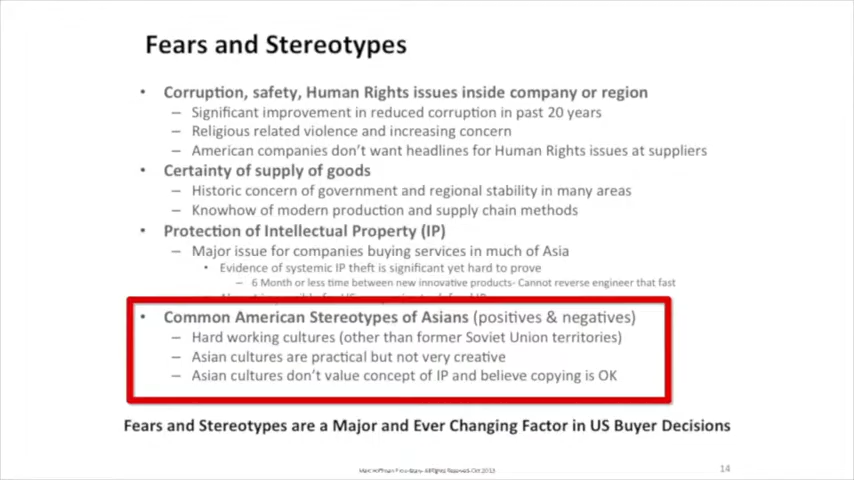 Fears and Stereotypes
• Corruption, safety, Human Rights issues inside company or region
– Significant improvement in reduced corruption in past 20 years
– Religious related violence and increasing concern
– American companies don't want headlines for Human Rights issues at suppliers
• Certainty of supply of goods
– Historic concern of government and regional stability in many areas
– Knowhow of modern production and supply chain methods
• Protection of Intellectual Property (IP)
– Major issue for companies buying services in much of Asia
• Evidence of systemic IP theft is significant yet hard to prove
– 6 Month or less time between new innovative products- Cannot reverse engineer that fast
• Common American Stereotypes of Asians (positives & negatives)
– Hard working cultures (other than former Soviet Union territories)
– Asian cultures are practical but not very creative
– Asian cultures don't value concept of IP and believe copying is OK
Fears and Stereotypes are a Major and Ever Changing Factor in US Buyer Decisions
14